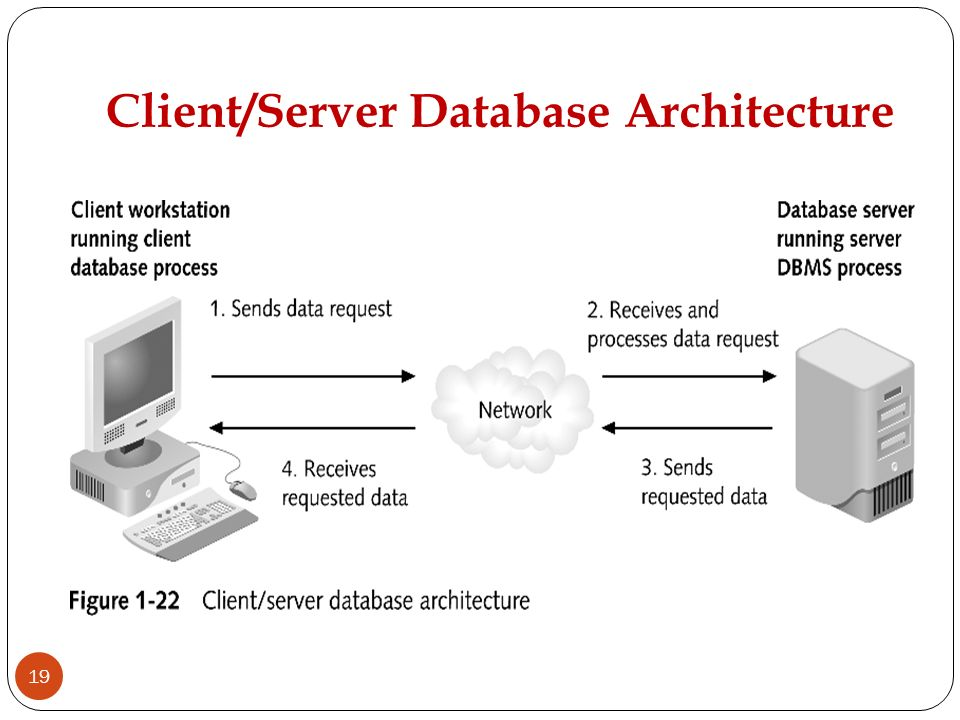 Client/Server Database Architecture
Client workstation
running client
database process
Database server
running server
DBMS process
1. Sends data request
2. Receives and
processes data request
Network
4. Receives
requested data
3. Sends
requested data
Figure 1-22 Client/server database architecture
19